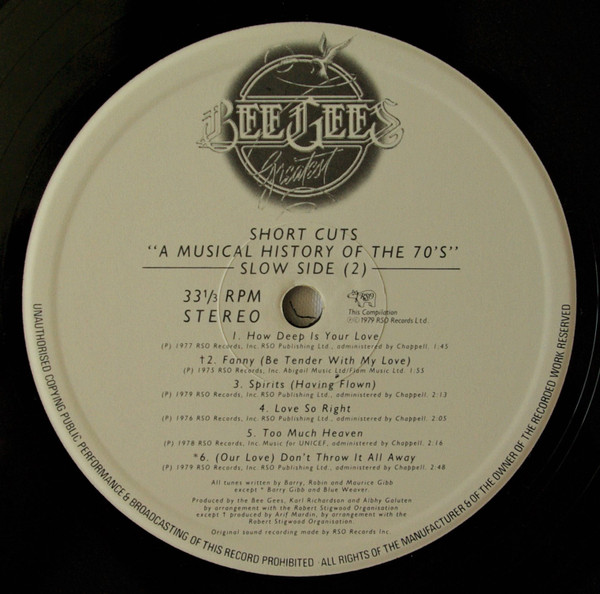 BEE GEES
Greatest
SHORT CUTS
"A MUSICAL HISTORY OF THE 70'S"
SLOW SIDE (2)
33⅓ RPM
STEREO
RSO
This Compilation
℗© 1979 RSO Records Ltd.
1. How Deep Is Your Love
(P) 1977 RSO Records, Inc. RSO Publishing Ltd., administered by Chappell. 1:45
†2. Fanny (Be Tender With My Love)
(P) 1975 RSO Records, Inc. Abigail Music Ltd/Flam Music Ltd. 1:55
3. Spirits (Having Flown)
(P) 1979 RSO Records, Inc. RSO Publishing Ltd., administered by Chappell. 2:13
4. Love So Right
(P) 1976 RSO Records, Inc. RSO Publishing Ltd., administered by Chappell. 2:05
5. Too Much Heaven
(P) 1978 RSO Records, Inc. Music for UNICEF, administered by Chappell. 2:16
*6. (Our Love) Don't Throw It All Away
(P) 1979 RSO Records, Inc. RSO Publishing Ltd., administered by Chappell. 2:48
All tunes written by Barry, Robin and Maurice Gibb
except * Barry Gibb and Blue Weaver
Produced by the Bee Gees, Karl Richardson and Albhy Galuten
by arrangement with the Robert Stigwood Organisation
except † produced by Arif Mardin, by arrangement with the
Robert Stigwood Organisation
Original sound recording made by RSO Records Inc.
UNAUTHORISED COPYING PUBLIC PERFORMANCE & BROADCASTING OF THIS RECORD PROHIBITED · ALL RIGHTS OF THE MANUFACTURER & OF THE OWNER OF THE RECORDED WORK RESERVED